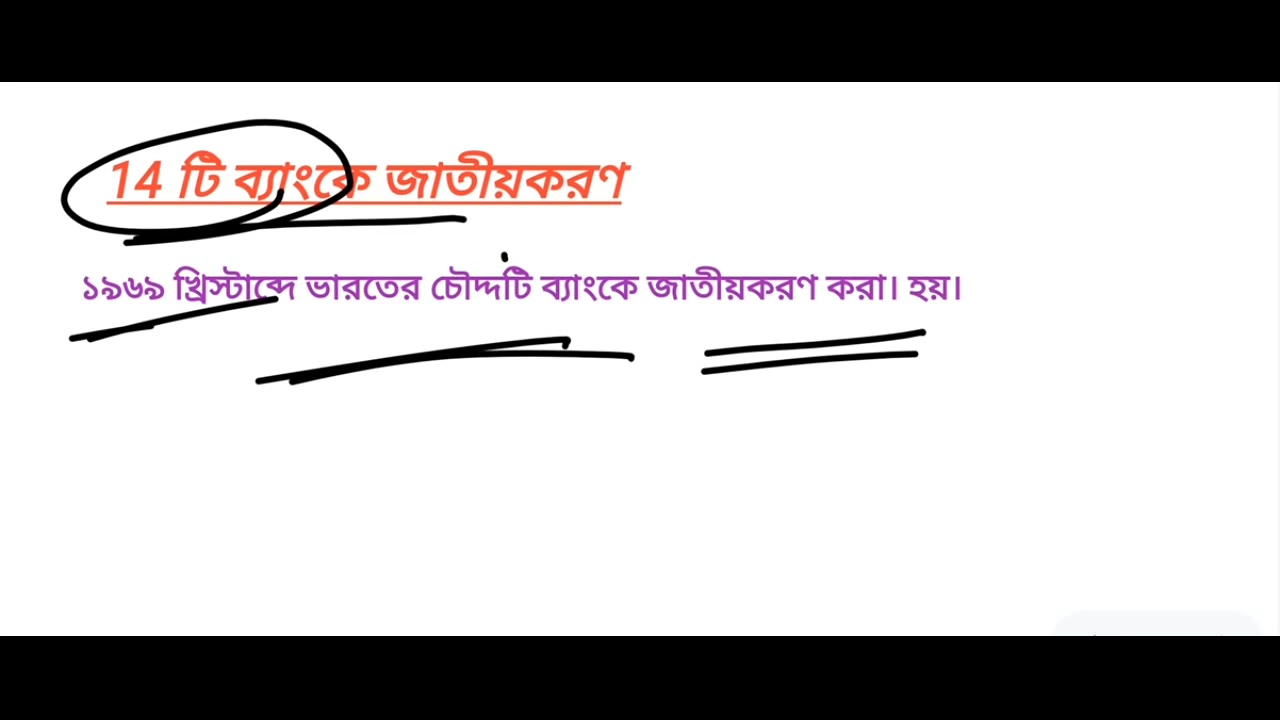 14 টি ব্যাংকে জাতীয়করণ
১৯৬৯ খ্রিস্টাব্দে ভারতের চৌদ্দটি ব্যাংকে জাতীয়করণ করা। হয়।